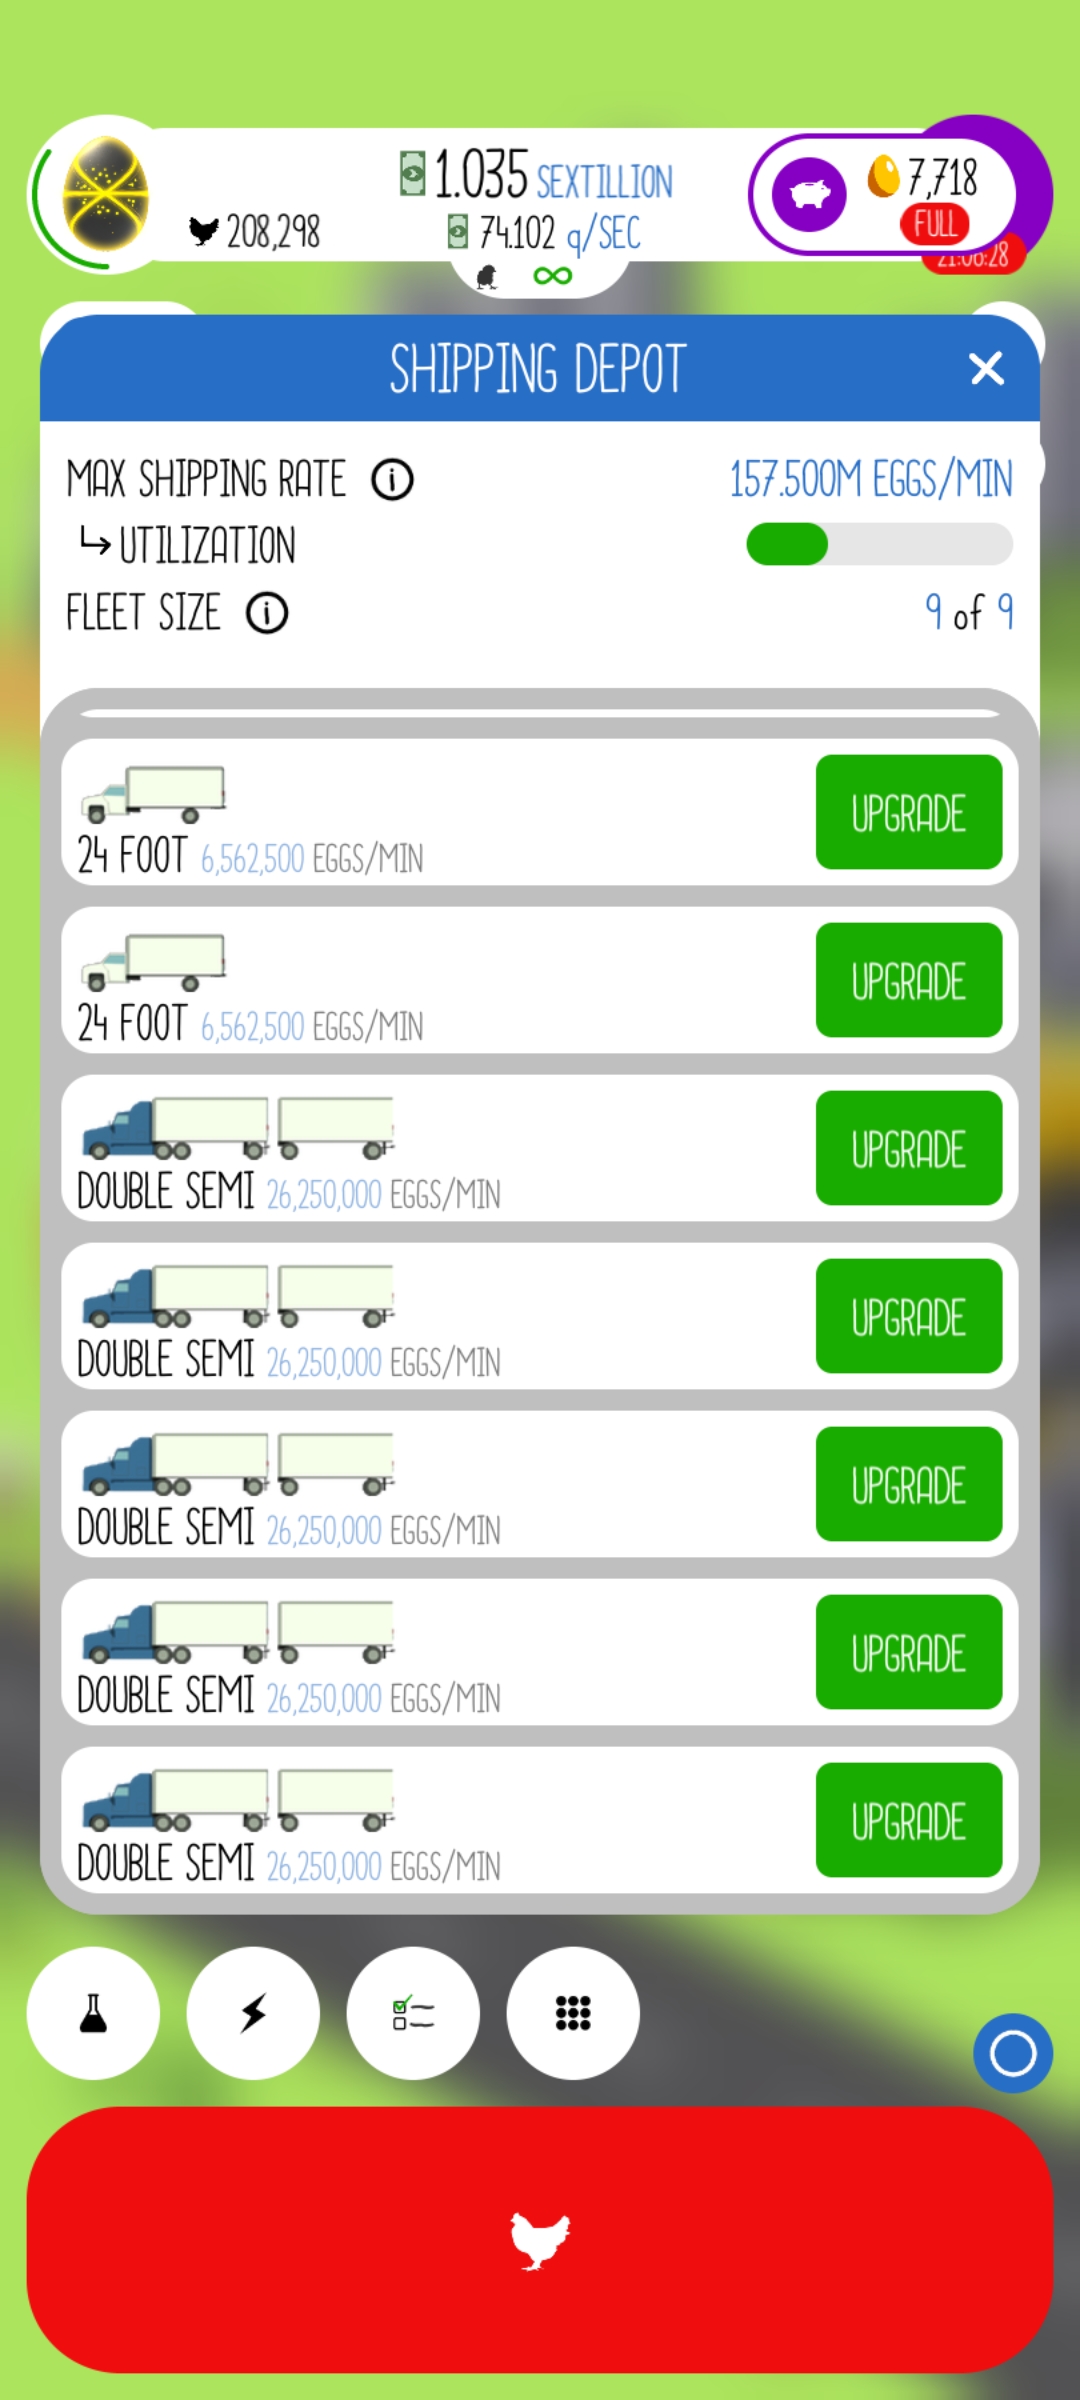 1.035 SEXTILLION
7,718
208,298
74.102 q/SEC
FULL
21:06:28
SHIPPING DEPOT
MAX SHIPPING RATE 157.500M EGGS/MIN
UTILIZATION
FLEET SIZE 9 of 9
24 FOOT 6,562,500 EGGS/MIN
UPGRADE
24 FOOT 6,562,500 EGGS/MIN
UPGRADE
DOUBLE SEMI 26,250,000 EGGS/MIN
UPGRADE
DOUBLE SEMI 26,250,000 EGGS/MIN
UPGRADE
DOUBLE SEMI 26,250,000 EGGS/MIN
UPGRADE
DOUBLE SEMI 26,250,000 EGGS/MIN
UPGRADE
DOUBLE SEMI 26,250,000 EGGS/MIN
UPGRADE